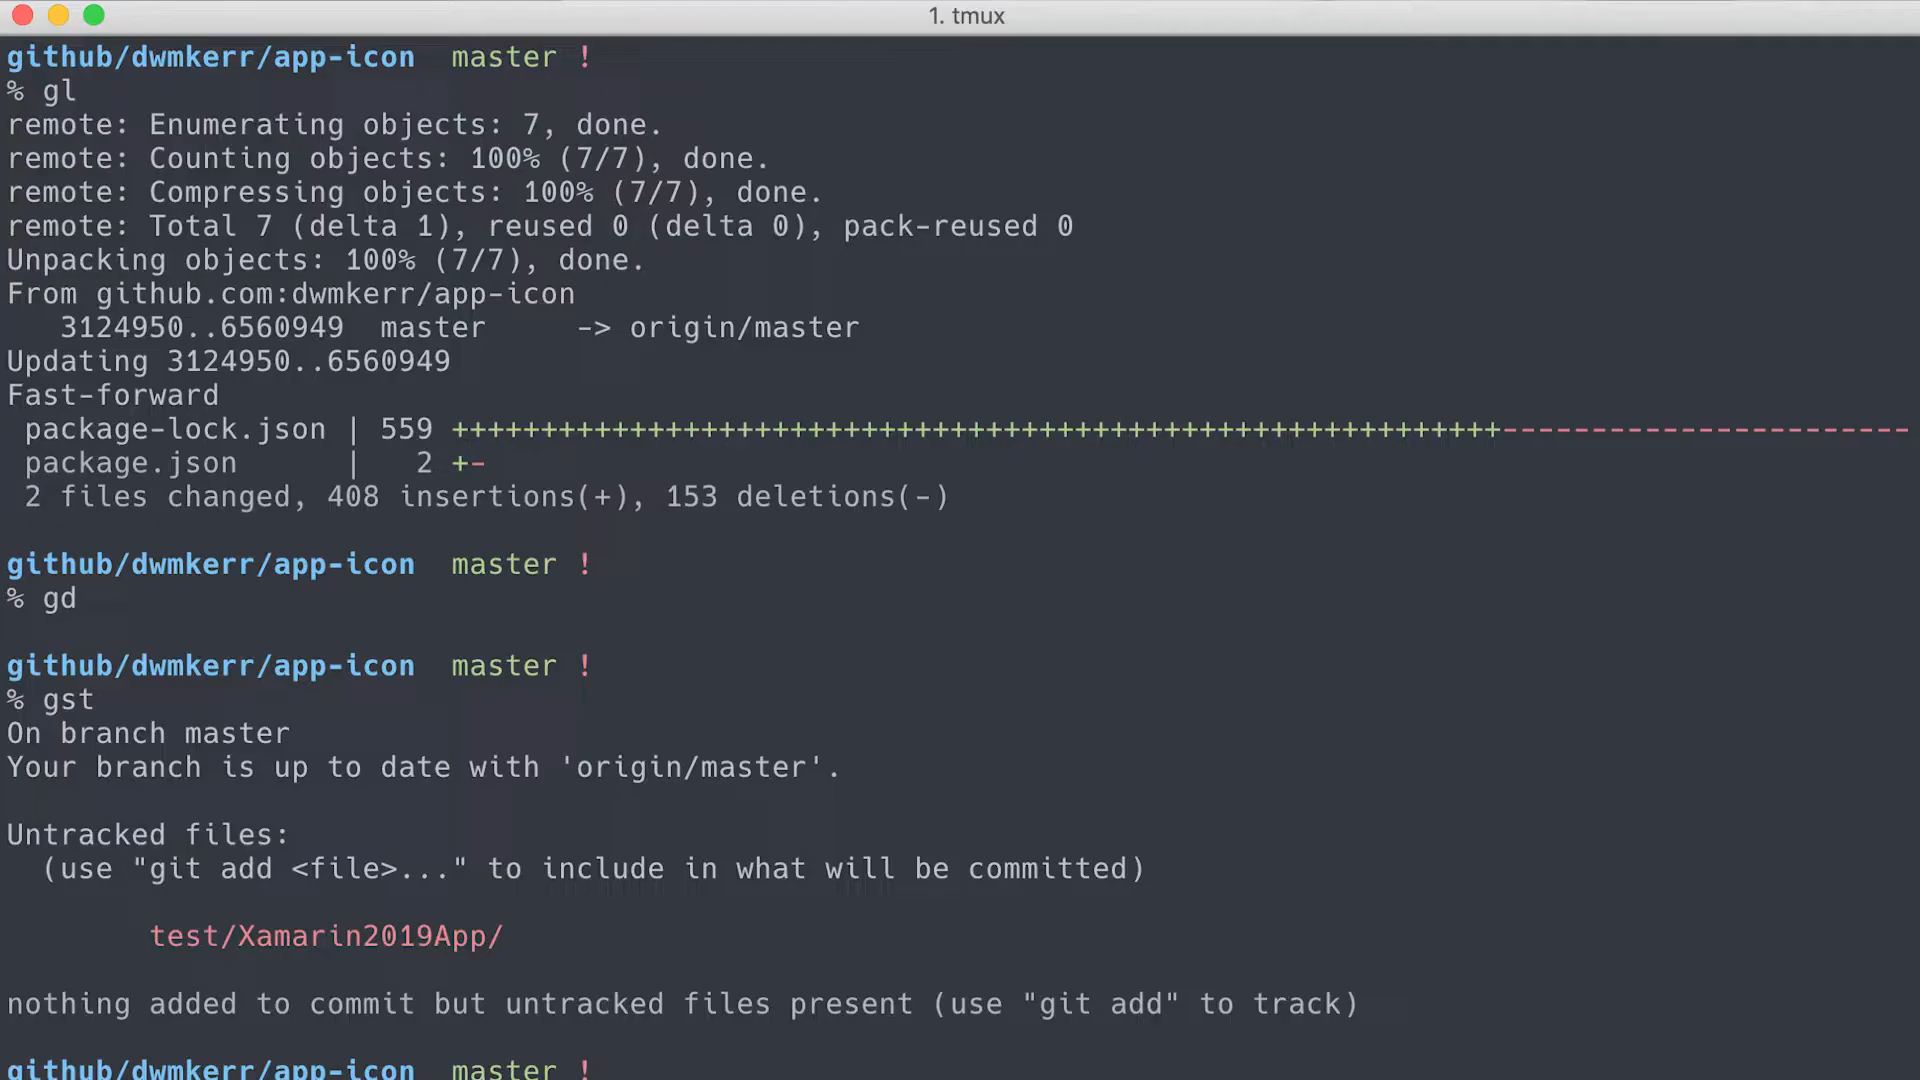 1. tmux
github/dwmkerr/app-icon  master !
% gl
remote: Enumerating objects: 7, done.
remote: Counting objects: 100% (7/7), done.
remote: Compressing objects: 100% (7/7), done.
remote: Total 7 (delta 1), reused 0 (delta 0), pack-reused 0
Unpacking objects: 100% (7/7), done.
From github.com:dwmkerr/app-icon
   3124950..6560949  master     -> origin/master
Updating 3124950..6560949
Fast-forward
 package-lock.json | 559 +++++++++++++++++++++++++++++++++++++++++++++++++++++++++++-----------------------
 package.json      |   2 +-
 2 files changed, 408 insertions(+), 153 deletions(-)
github/dwmkerr/app-icon  master !
% gd
github/dwmkerr/app-icon  master !
% gst
On branch master
Your branch is up to date with 'origin/master'.
Untracked files:
  (use "git add <file>..." to include in what will be committed)
        test/Xamarin2019App/
nothing added to commit but untracked files present (use "git add" to track)
github/dwmkerr/app-icon  master !